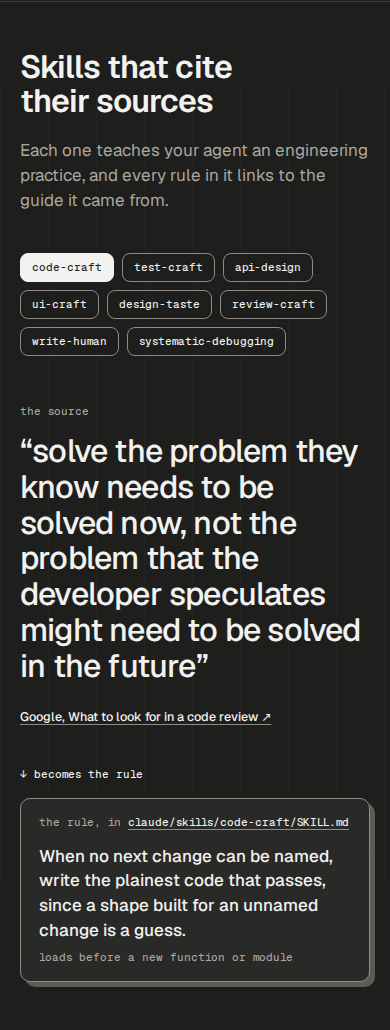 Skills that cite
their sources
Each one teaches your agent an engineering
practice, and every rule in it links to the
guide it came from.
code-craft test-craft api-design
ui-craft design-taste review-craft
write-human systematic-debugging
the source
“solve the problem they
know needs to be
solved now, not the
problem that the
developer speculates
might need to be solved
in the future”
Google, What to look for in a code review ↗
↓ becomes the rule
the rule, in claude/skills/code-craft/SKILL.md
When no next change can be named,
write the plainest code that passes,
since a shape built for an unnamed
change is a guess.
loads before a new function or module